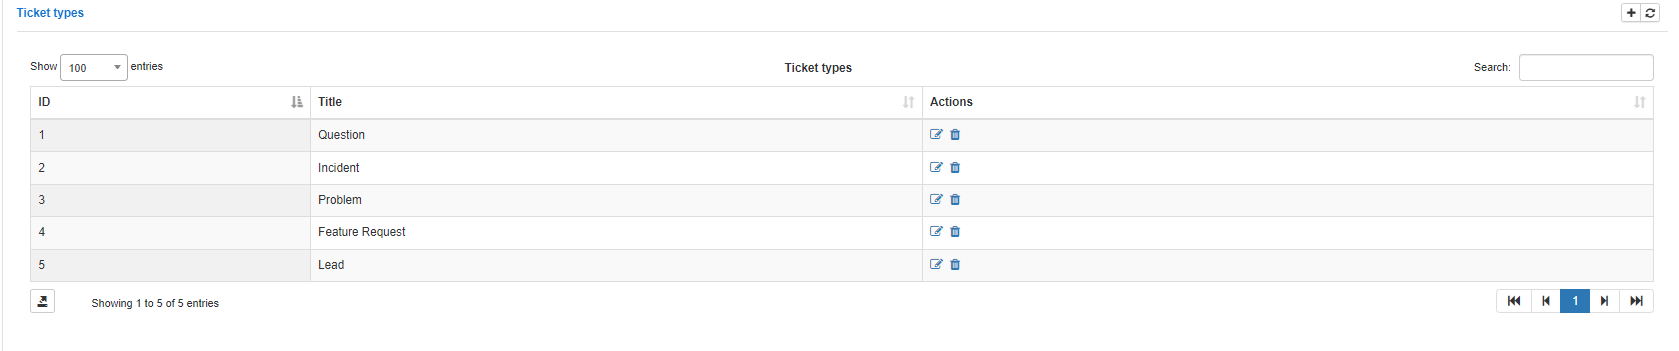 Ticket types
Show 100 entries
Ticket types
Search:
ID Title Actions
1 Question
2 Incident
3 Problem
4 Feature Request
5 Lead
Showing 1 to 5 of 5 entries
1